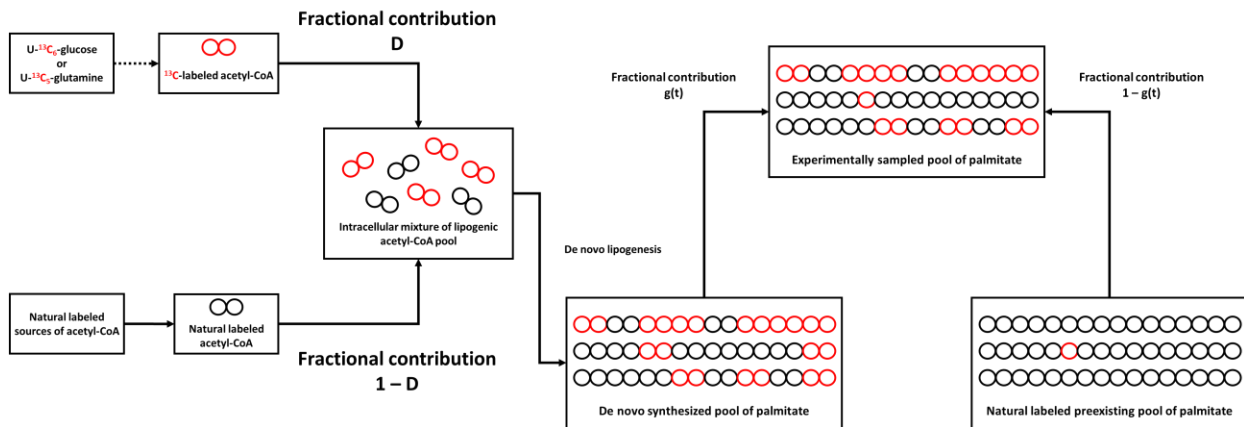 Fractional contribution
D
U-¹³C₆-glucose
or
U-¹³C₅-glutamine
¹³C-labeled acetyl-CoA
Intracellular mixture of lipogenic
acetyl-CoA pool
Natural labeled
sources of acetyl-CoA
Natural labeled
acetyl-CoA
Fractional contribution
1 – D
De novo lipogenesis
Fractional contribution
g(t)
Experimentally sampled pool of palmitate
Fractional contribution
1 – g(t)
De novo synthesized pool of palmitate
Natural labeled preexisting pool of palmitate